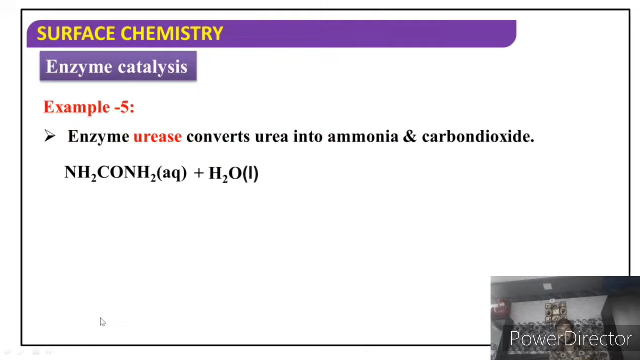 SURFACE CHEMISTRY
Enzyme catalysis
Example -5:
➢ Enzyme urease converts urea into ammonia & carbondioxide.
NH₂CONH₂(aq) + H₂O(l)
PowerDirector